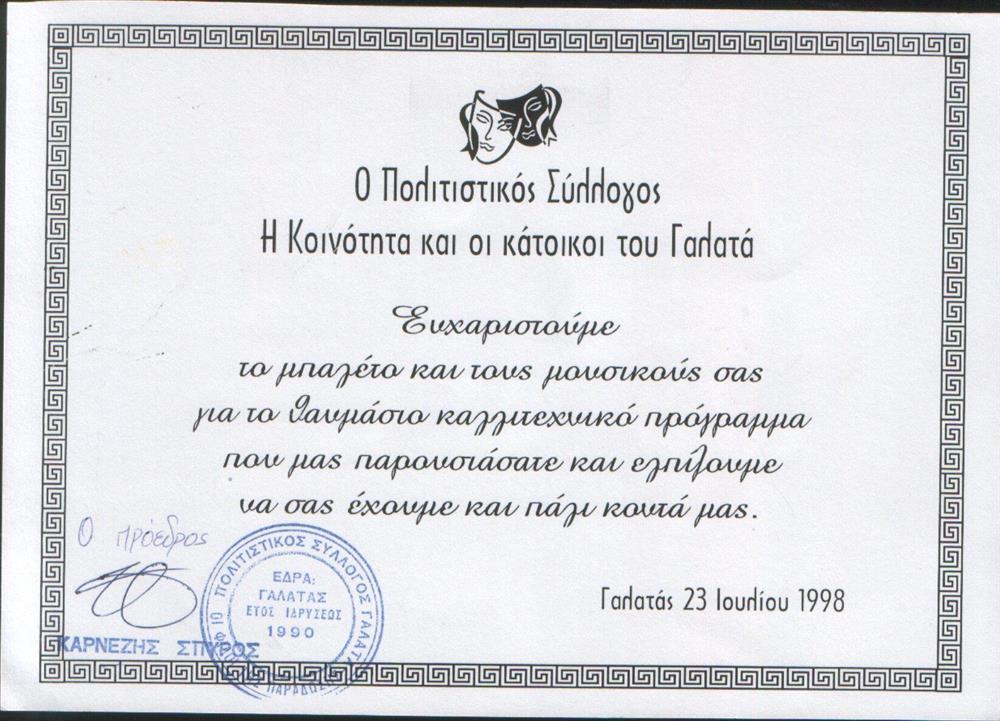 Ο Πολιτιστικός Σύλλογος
Η Κοινότητα και οι κάτοικοι του Γαλατά
Ευχαριστούμε
το μπαλέτο και τους μουσικούς σας
για το θαυμάσιο καλλιτεχνικό πρόγραμμα
που μας παρουσιάσατε και ελπίζουμε
να σας έχουμε και πάλι κοντά μας.
Ο πρόεδρος
ΚΑΡΝΕΖΗΣ ΣΠΥΡΟΣ
ΠΟΛΙΤΙΣΤΙΚΟΣ ΣΥΛΛΟΓΟΣ ΓΑΛΑΤΑ
ΕΔΡΑ:
ΓΑΛΑΤΑΣ
ΕΤΟΣ ΙΔΡΥΣΕΩΣ
1990
Γαλατάς 23 Ιουλίου 1998